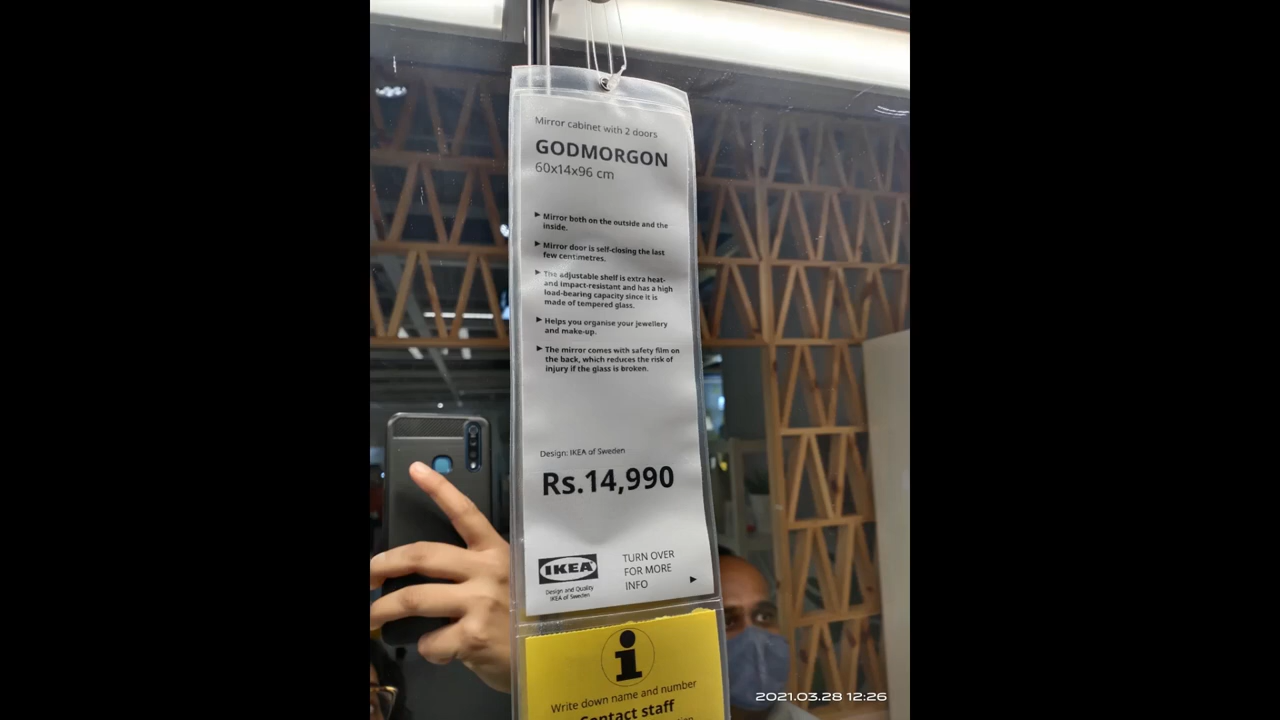 Mirror cabinet with 2 doors
GODMORGON
60x14x96 cm
▶ Mirror both on the outside and the
inside.
▶ Mirror door is self-closing the last
few centimetres.
▶ The adjustable shelf is extra heat-
and impact-resistant and has a high
load-bearing capacity since it is
made of tempered glass.
▶ Helps you organise your jewellery
and make-up.
▶ The mirror comes with safety film on
the back, which reduces the risk of
injury if the glass is broken.
Design: IKEA of Sweden
Rs.14,990
IKEA
Design and Quality
IKEA of Sweden
TURN OVER
FOR MORE
INFO ▶
i
Write down name and number
Contact staff
2021.03.28 12:26